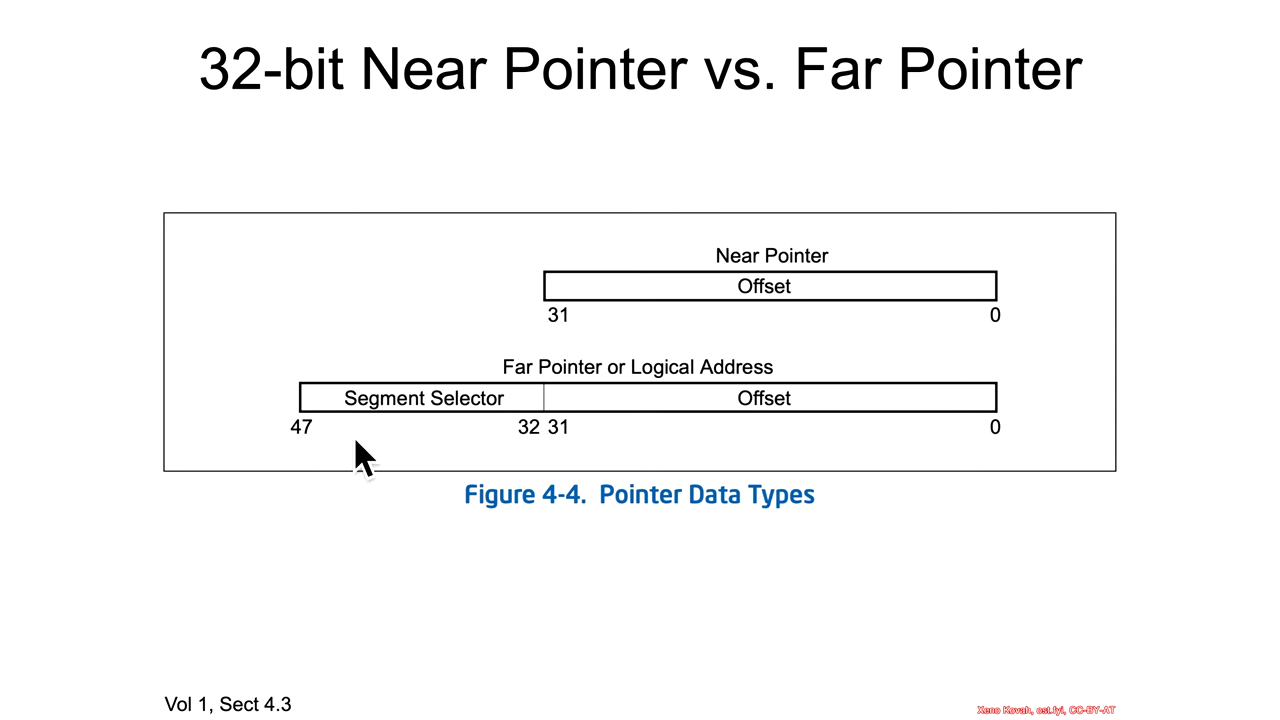 32-bit Near Pointer vs. Far Pointer
Near Pointer
Offset
31 0
Far Pointer or Logical Address
Segment Selector Offset
47 32 31 0
Figure 4-4. Pointer Data Types
Vol 1, Sect 4.3
Xeno Kovah, ost.fyi, CC-BY-AT